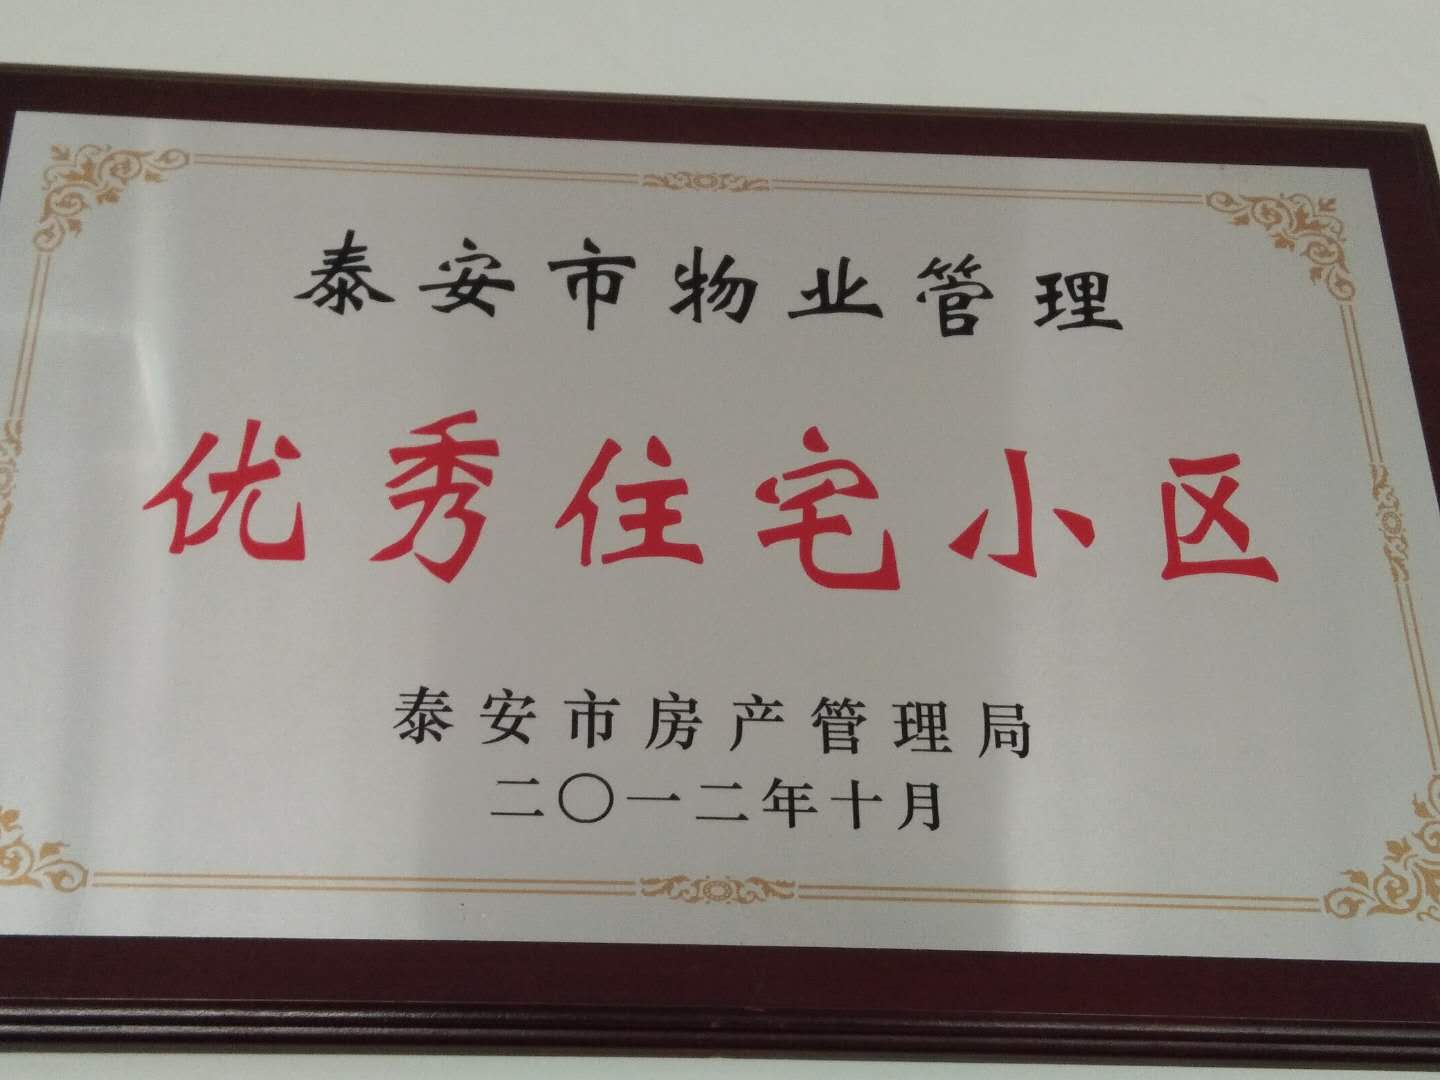 泰安市物业管理
优秀住宅小区
泰安市房产管理局
二〇一二年十月